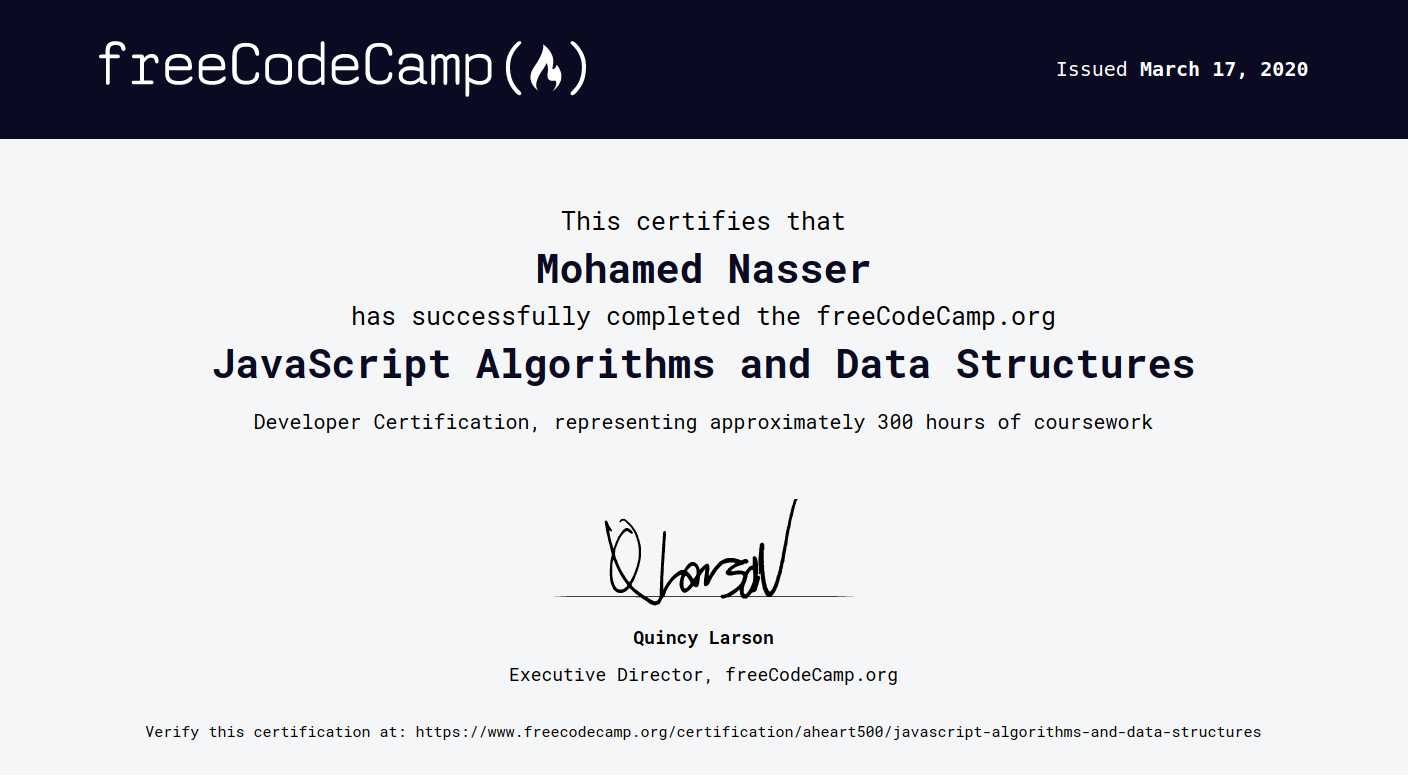 freeCodeCamp(🔥)
Issued March 17, 2020
This certifies that
Mohamed Nasser
has successfully completed the freeCodeCamp.org
JavaScript Algorithms and Data Structures
Developer Certification, representing approximately 300 hours of coursework
Q Larson
Quincy Larson
Executive Director, freeCodeCamp.org
Verify this certification at: https://www.freecodecamp.org/certification/aheart500/javascript-algorithms-and-data-structures